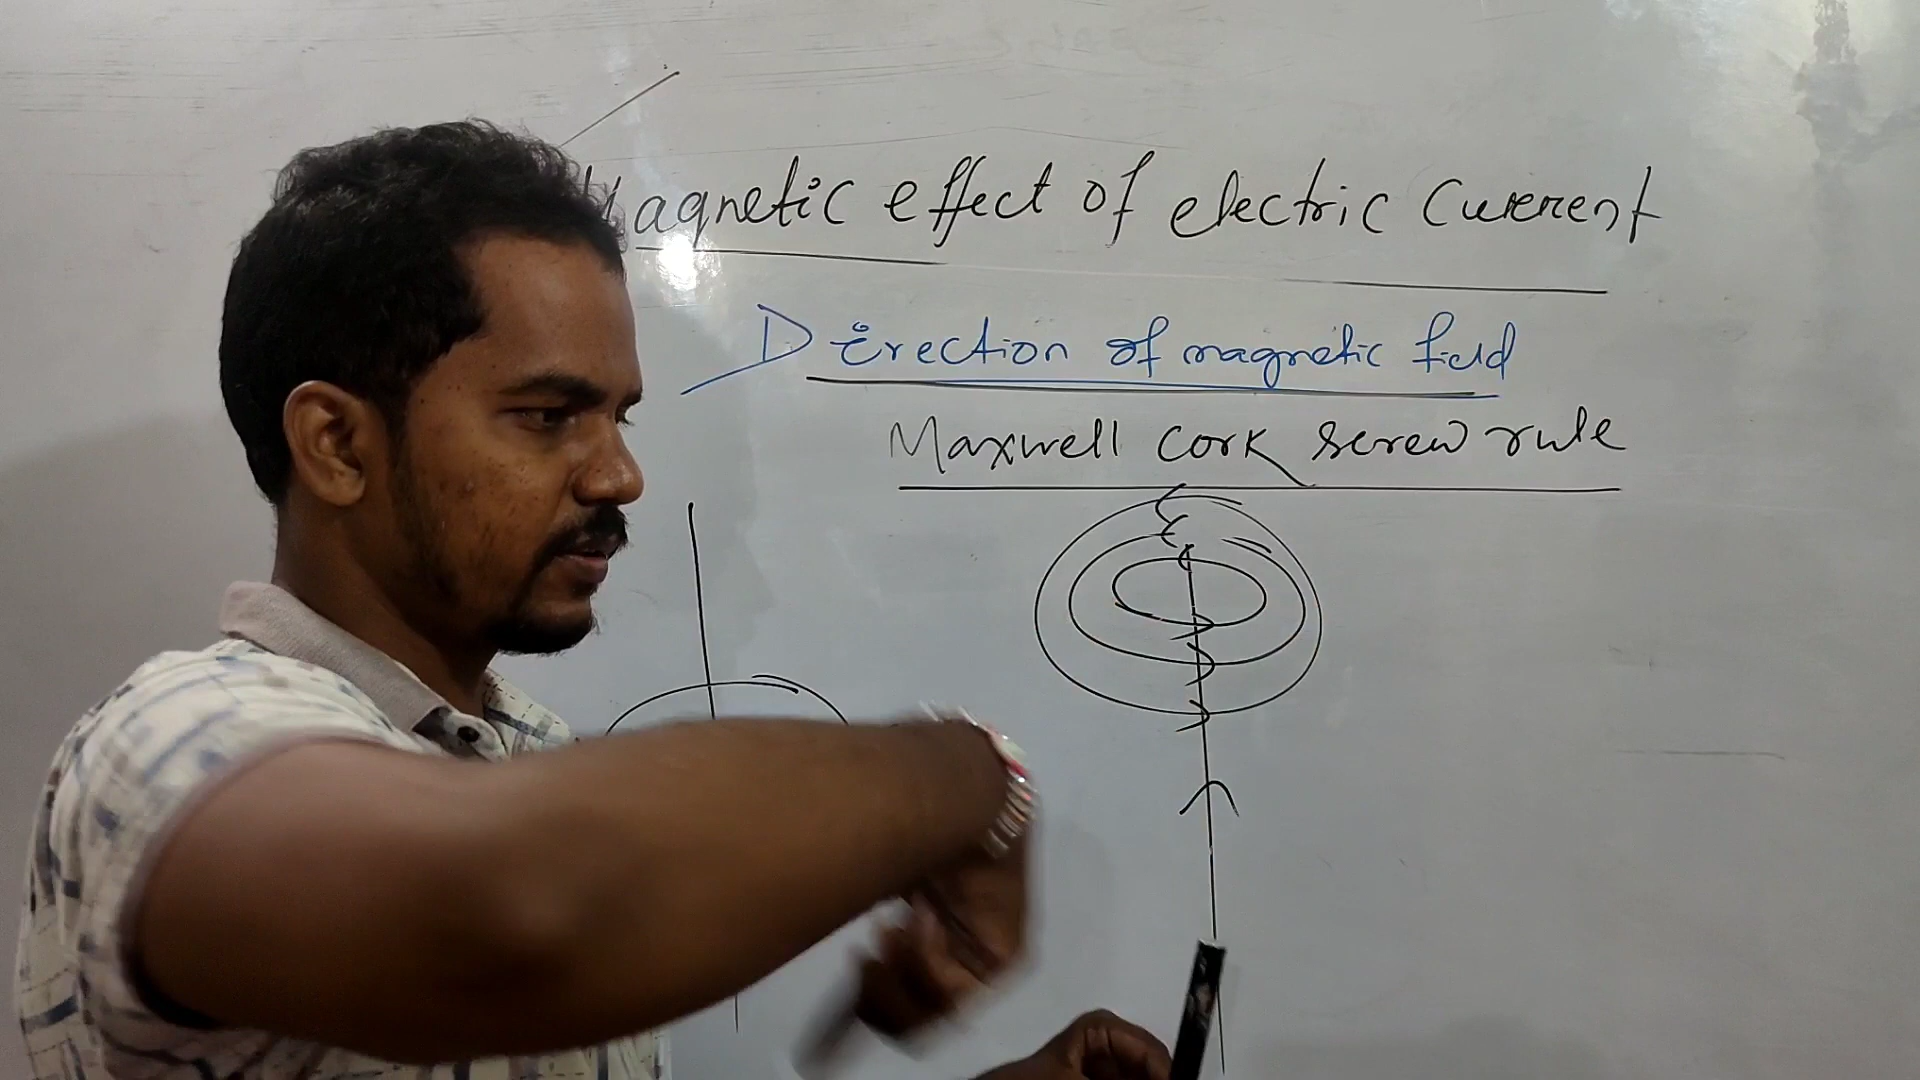 Magnetic effect of electric Current
Direction of magnetic field
Maxwell cork screw rule